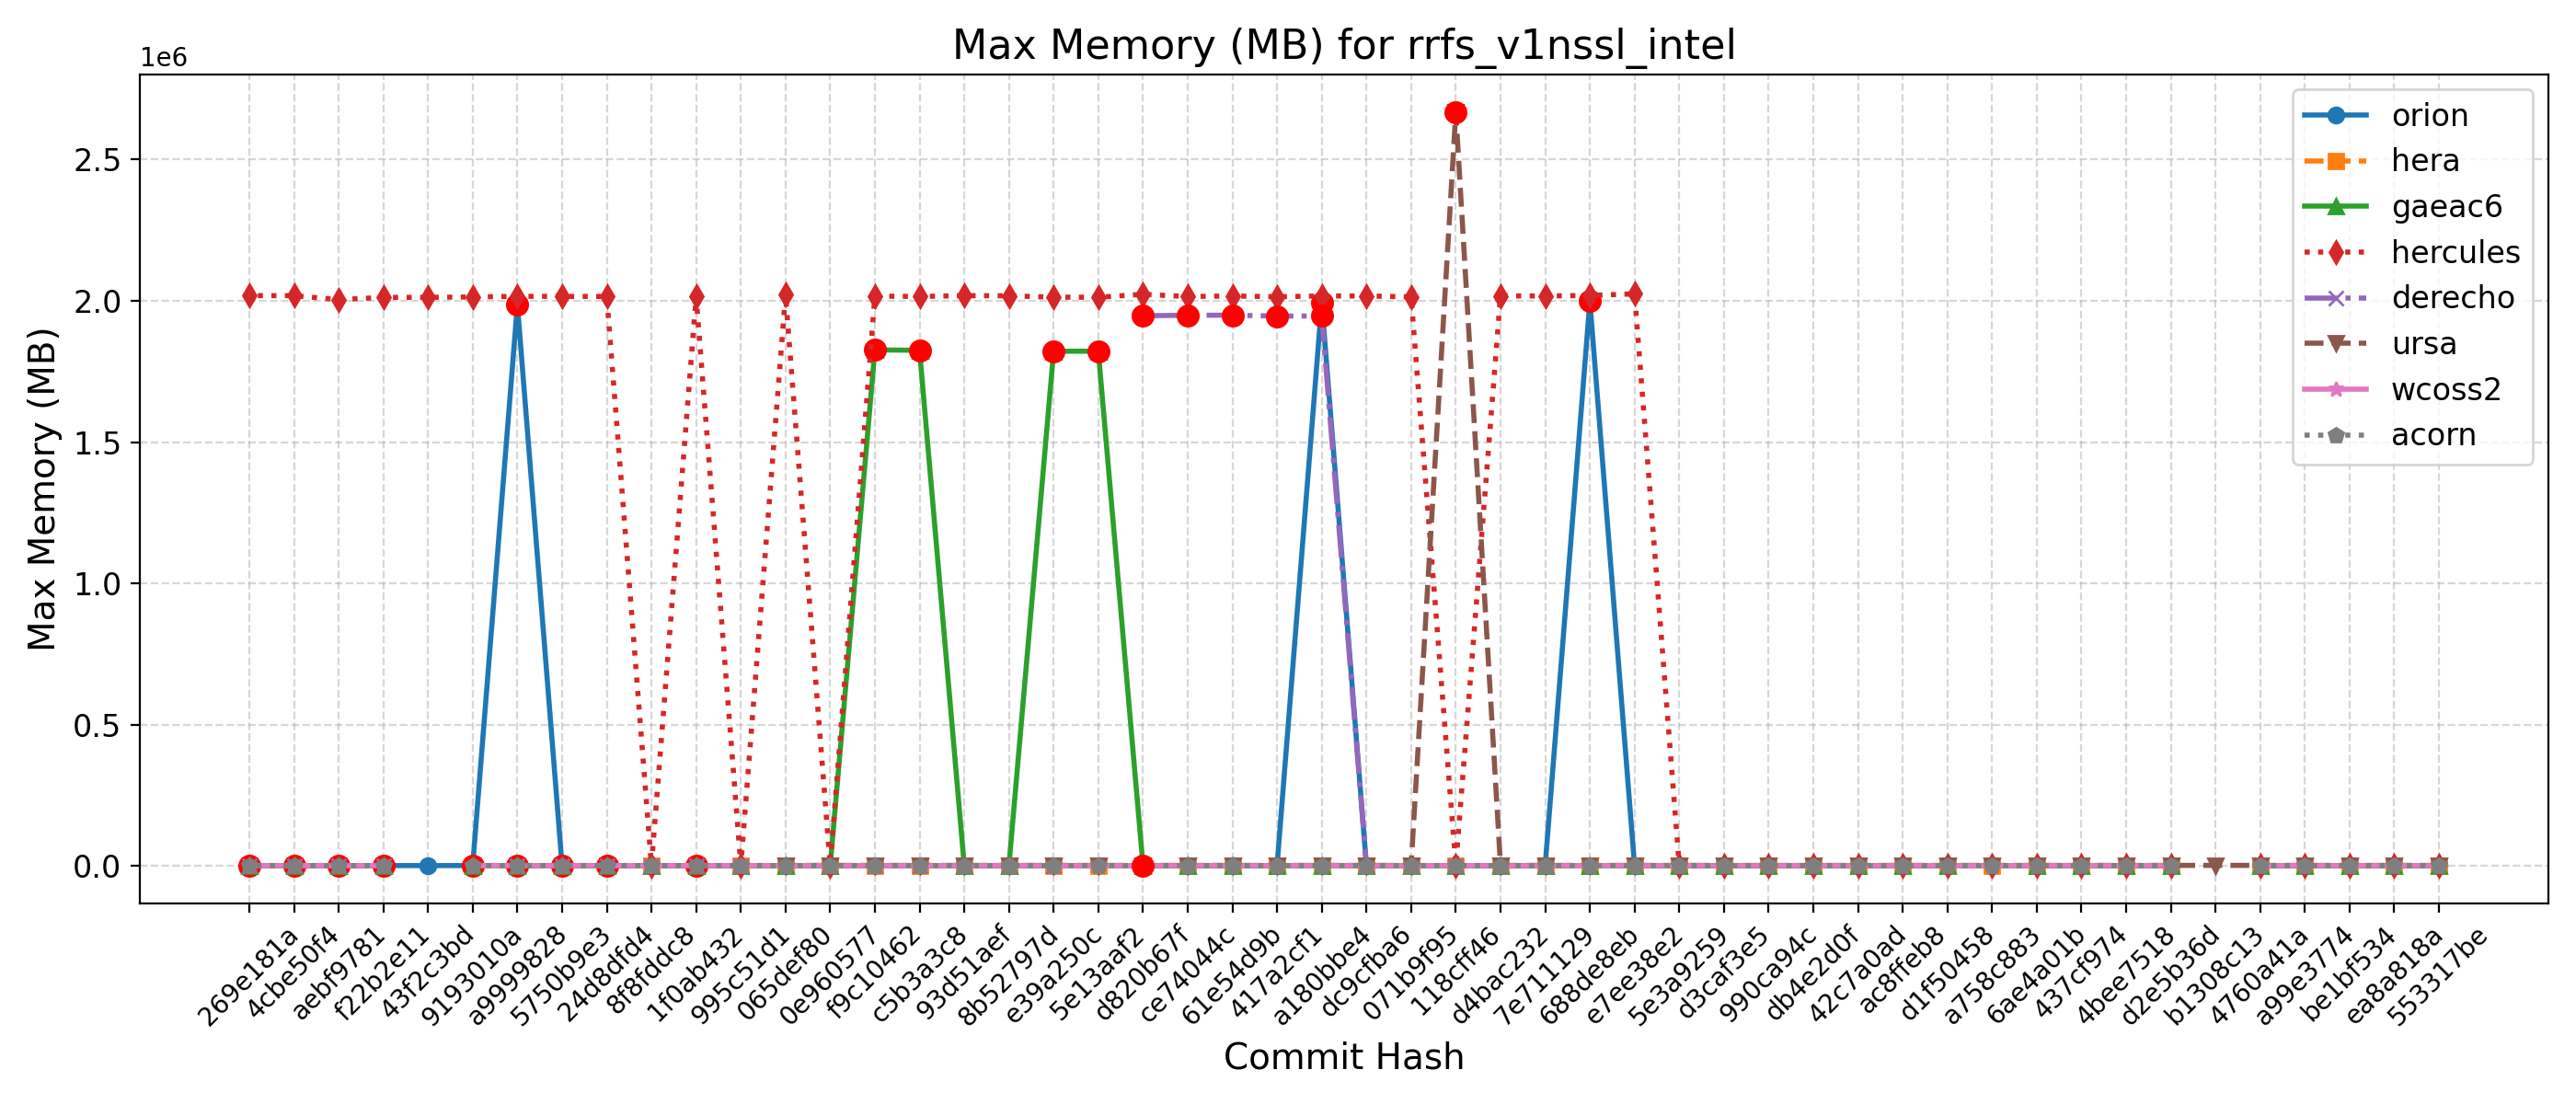 Max Memory (MB) for rrfs_v1nssl_intel
1e6
2.5
2.0
1.5
1.0
0.5
0.0
Max Memory (MB)
orion
hera
gaeac6
hercules
derecho
ursa
wcoss2
acorn
269e181a
4cbe50f4
aebf9781
f22b2e11
43f2c3bd
9193010a
a9999828
5750b9e3
24d8dfd4
8f8fddc8
1f0ab432
995c51d1
065def80
0e960577
f9c10462
c5b3a3c8
93d51aef
8b52797d
e39a250c
5e13aaf2
d820b67f
ce74044c
61e54d9b
417a2cf1
a180bbe4
dc9cfba6
071b9f95
118cff46
d4bac232
7e711129
688de8eb
e7ee38e2
5e3a9259
d3caf3e5
990ca94c
db4e2d0f
42c7a0ad
ac8ffeb8
d1f50458
a758c883
6ae4a01b
437cf974
4bee7518
d2e5b36d
b1308c13
4760a41a
a99e3774
be1bf534
ea8a818a
553317be
Commit Hash